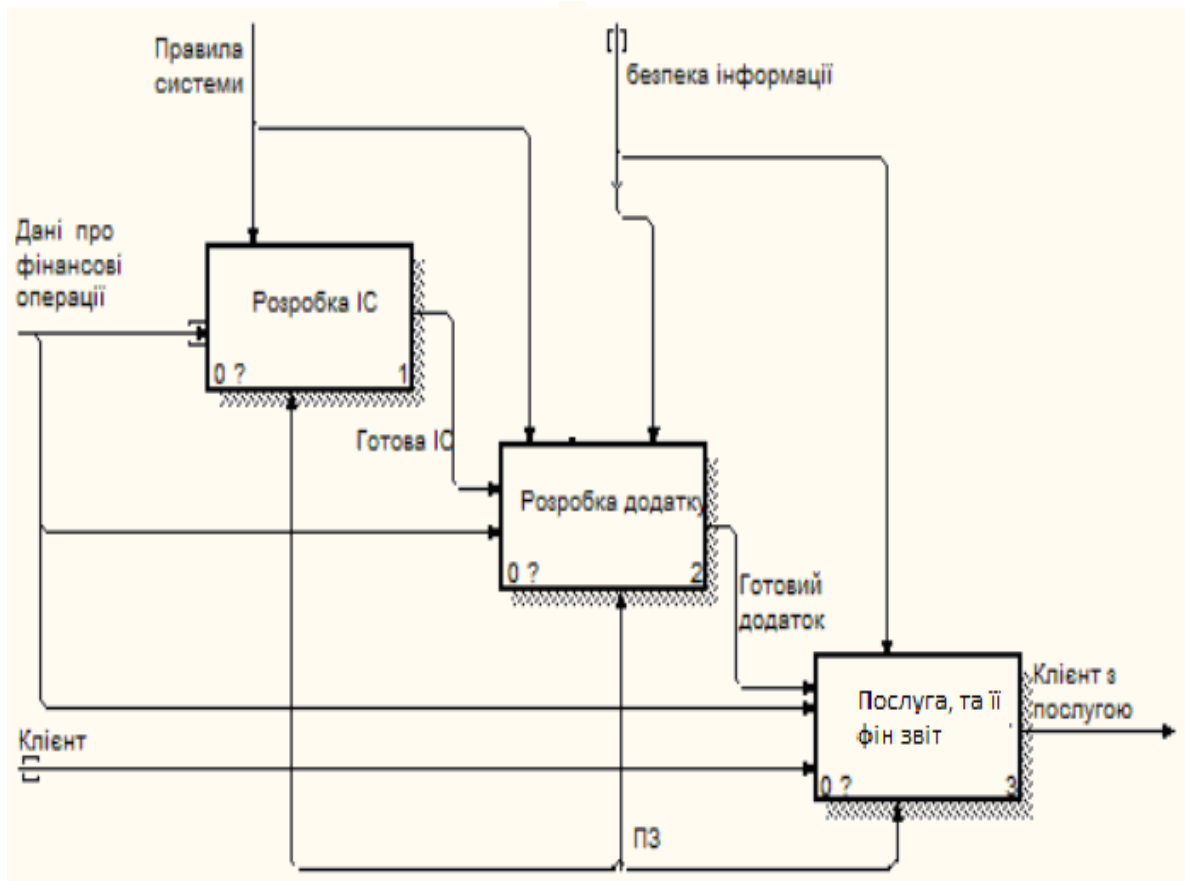 Правила
системи
безпека інформації
Дані про
фінансові
операції
Розробка ІС
0 ?
1
Готова ІС
Розробка додатку
0 ?
2
Готовий
додаток
Послуга, та її
фін звіт
0 ?
3
Клієнт з
послугою
Клієнт
ПЗ